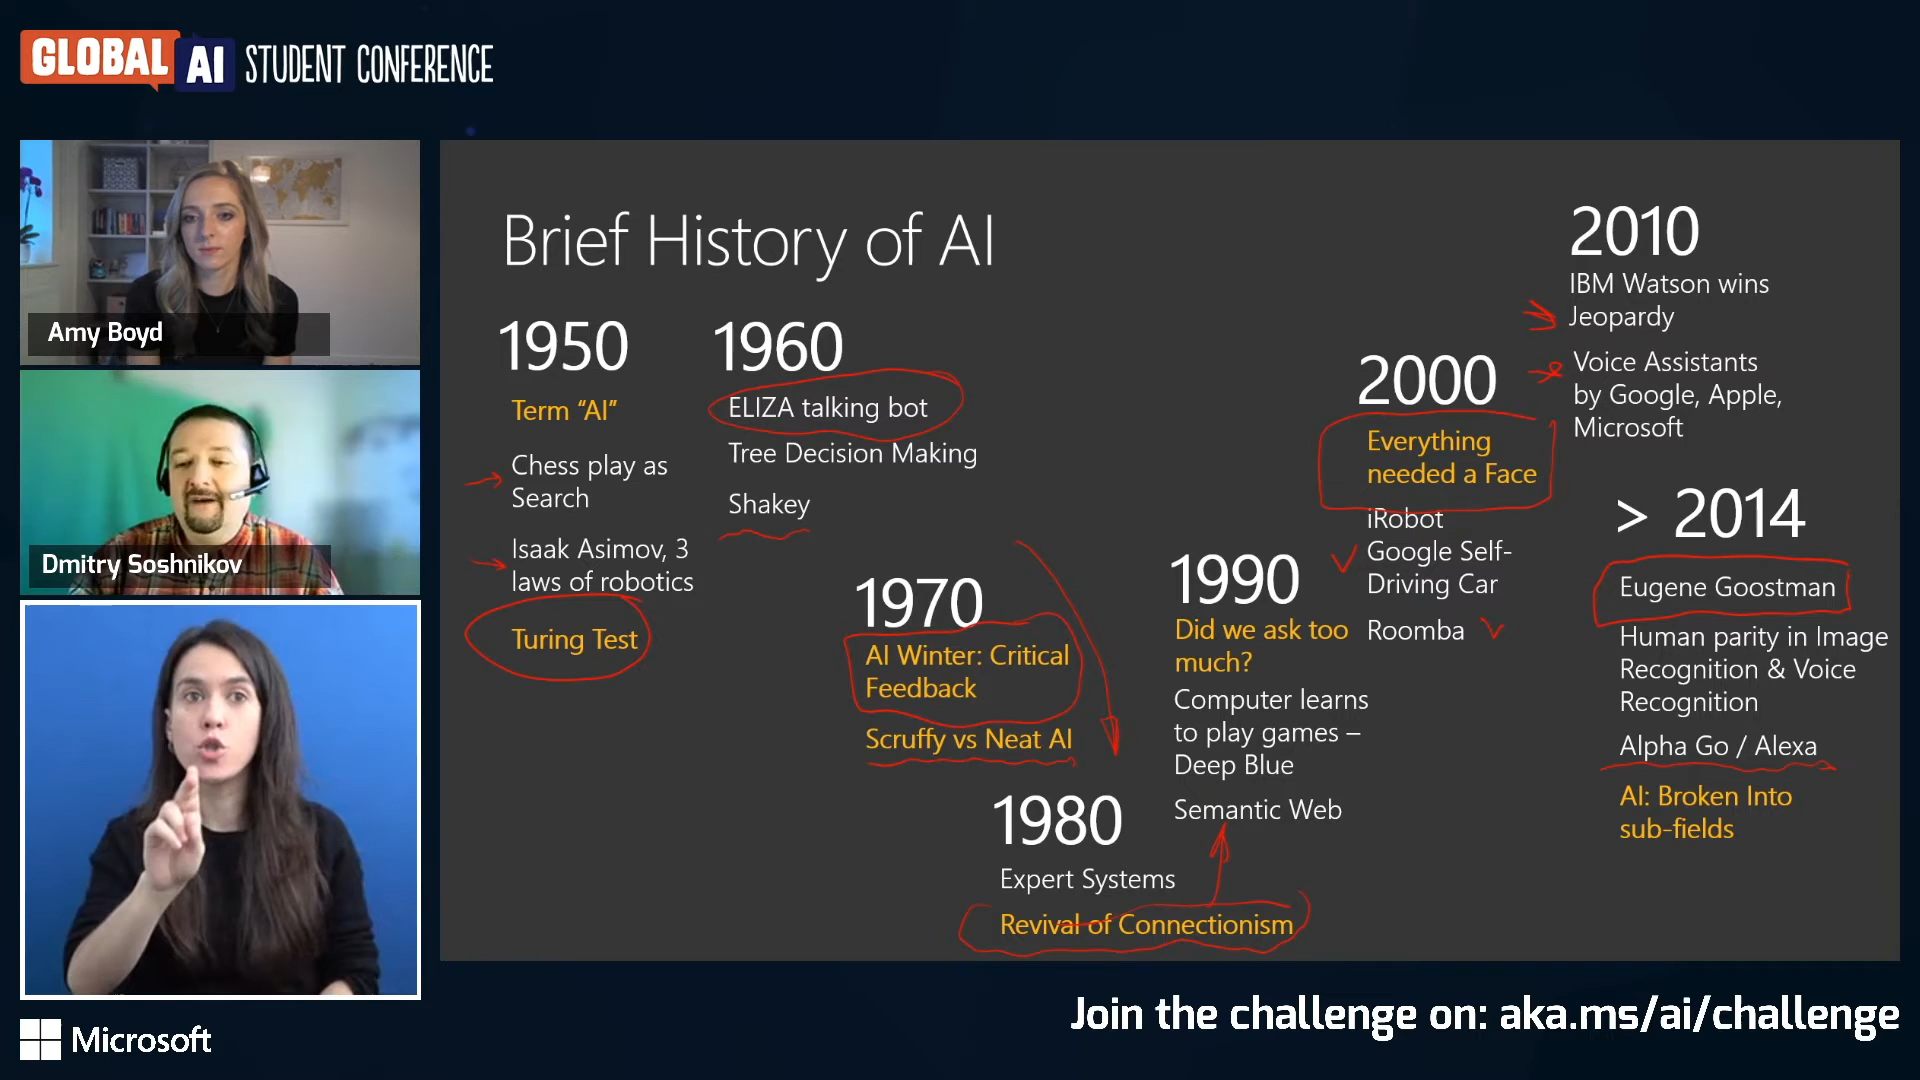 GLOBAL AI STUDENT CONFERENCE
Amy Boyd
Dmitry Soshnikov
Microsoft
Brief History of AI
1950
Term “AI”
Chess play as
Search
Isaak Asimov, 3
laws of robotics
Turing Test
1960
ELIZA talking bot
Tree Decision Making
Shakey
1970
AI Winter: Critical
Feedback
Scruffy vs Neat AI
1980
Expert Systems
Revival of Connectionism
1990
Did we ask too
much?
Computer learns
to play games –
Deep Blue
Semantic Web
2000
Everything
needed a Face
iRobot
Google Self-
Driving Car
Roomba
2010
IBM Watson wins
Jeopardy
Voice Assistants
by Google, Apple,
Microsoft
> 2014
Eugene Goostman
Human parity in Image
Recognition & Voice
Recognition
Alpha Go / Alexa
AI: Broken Into
sub-fields
Join the challenge on: aka.ms/ai/challenge